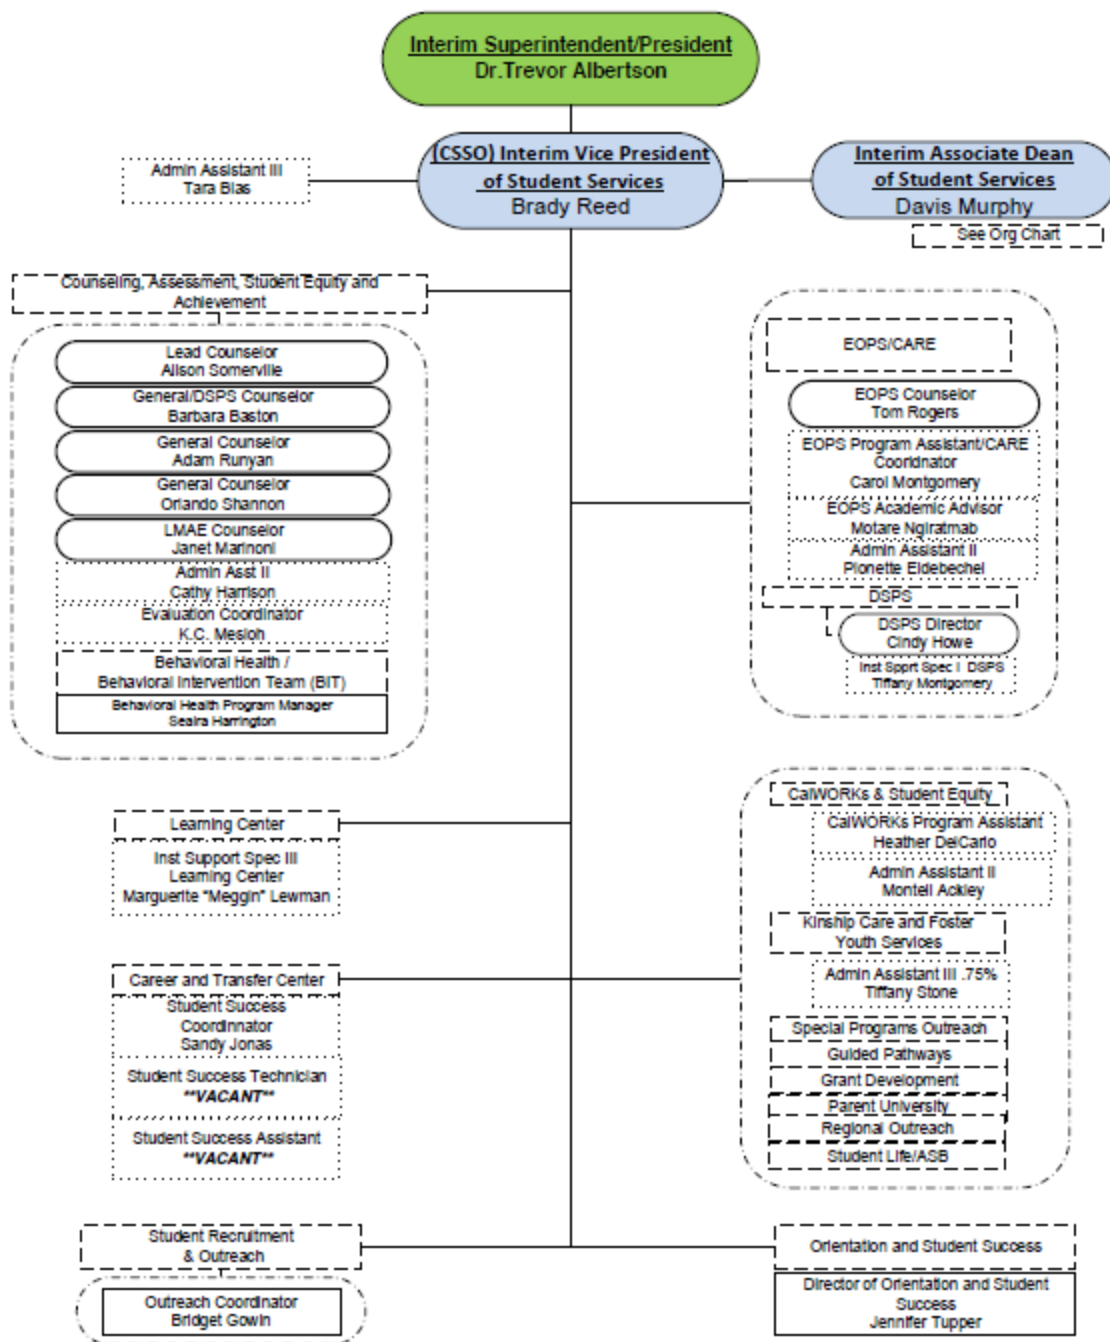 Interim Superintendent/President
Dr.Trevor Albertson
Admin Assistant III
Tara Blas
(CSSO) Interim Vice President
of Student Services
Brady Reed
Interim Associate Dean
of Student Services
Davis Murphy
See Org Chart
Counseling, Assessment, Student Equity and
Achievement
Lead Counselor
Alison Somerville
General/DSPS Counselor
Barbara Baston
General Counselor
Adam Runyan
General Counselor
Orlando Shannon
LMAE Counselor
Janet Marinoni
Admin Asst II
Cathy Harrison
Evaluation Coordinator
K.C. Mesloh
Behavioral Health /
Behavioral Intervention Team (BIT)
Behavioral Health Program Manager
Seaira Harrington
EOPS/CARE
EOPS Counselor
Tom Rogers
EOPS Program Assistant/CARE
Cooridnator
Carol Montgomery
EOPS Academic Advisor
Motare Ngiratmab
Admin Assistant II
Pionette Eldebechel
DSPS
DSPS Director
Cindy Howe
Inst Spprt Spec I DSPS
Tiffany Montgomery
Learning Center
Inst Support Spec III
Learning Center
Marguerite "Meggin" Lewman
Career and Transfer Center
Student Success
Coordinnator
Sandy Jonas
Student Success Technician
**VACANT**
Student Success Assistant
**VACANT**
CalWORKs & Student Equity
CalWORKs Program Assistant
Heather DelCarlo
Admin Assistant II
Montell Ackley
Kinship Care and Foster
Youth Services
Admin Assistant III .75%
Tiffany Stone
Special Programs Outreach
Guided Pathways
Grant Development
Parent University
Regional Outreach
Student Life/ASB
Student Recruitment
& Outreach
Outreach Coordinator
Bridget Gowin
Orientation and Student Success
Director of Orientation and Student
Success
Jennifer Tupper